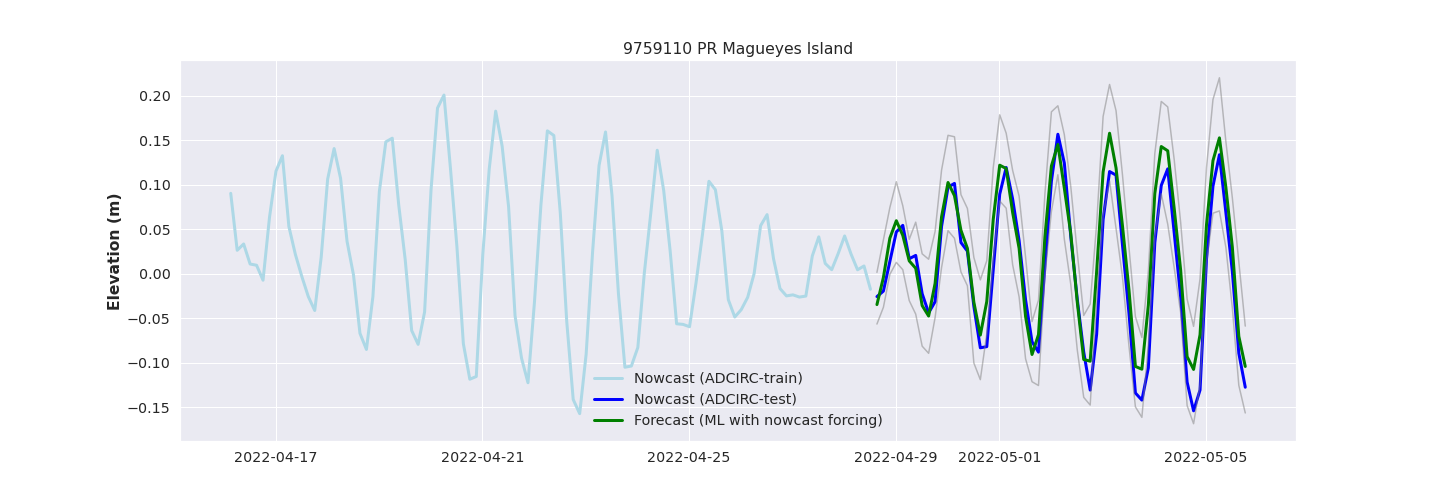 9759110 PR Magueyes Island
Elevation (m)
0.20
0.15
0.10
0.05
0.00
−0.05
−0.10
−0.15
Nowcast (ADCIRC-train)
Nowcast (ADCIRC-test)
Forecast (ML with nowcast forcing)
2022-04-17 2022-04-21 2022-04-25 2022-04-29 2022-05-01 2022-05-05